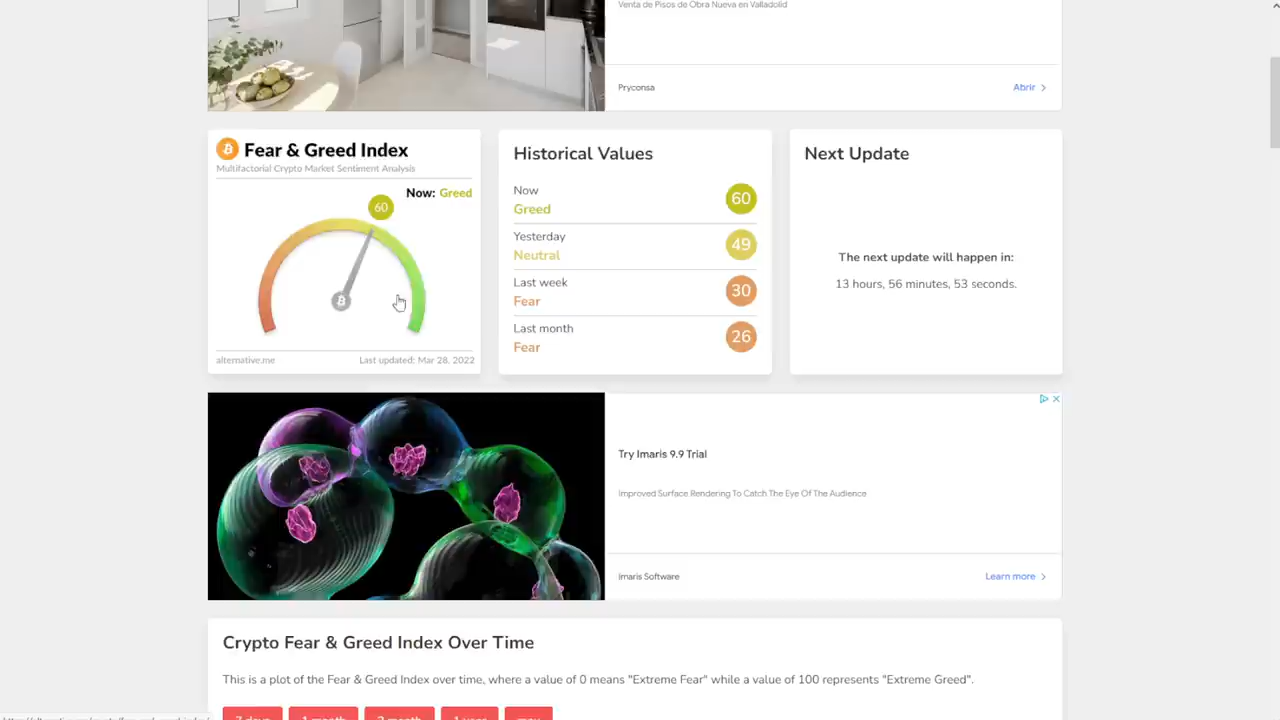 Venta de Pisos de Obra Nueva en Valladolid
Pryconsa
Abrir
Fear & Greed Index
Multifactorial Crypto Market Sentiment Analysis
Now: Greed
60
alternative.me
Last updated: Mar 28, 2022
Historical Values
Now
Greed
60
Yesterday
Neutral
49
Last week
Fear
30
Last month
Fear
26
Next Update
The next update will happen in:
13 hours, 56 minutes, 53 seconds.
Try Imaris 9.9 Trial
Improved Surface Rendering To Catch The Eye Of The Audience
Imaris Software
Learn more
Crypto Fear & Greed Index Over Time
This is a plot of the Fear & Greed Index over time, where a value of 0 means "Extreme Fear" while a value of 100 represents "Extreme Greed".